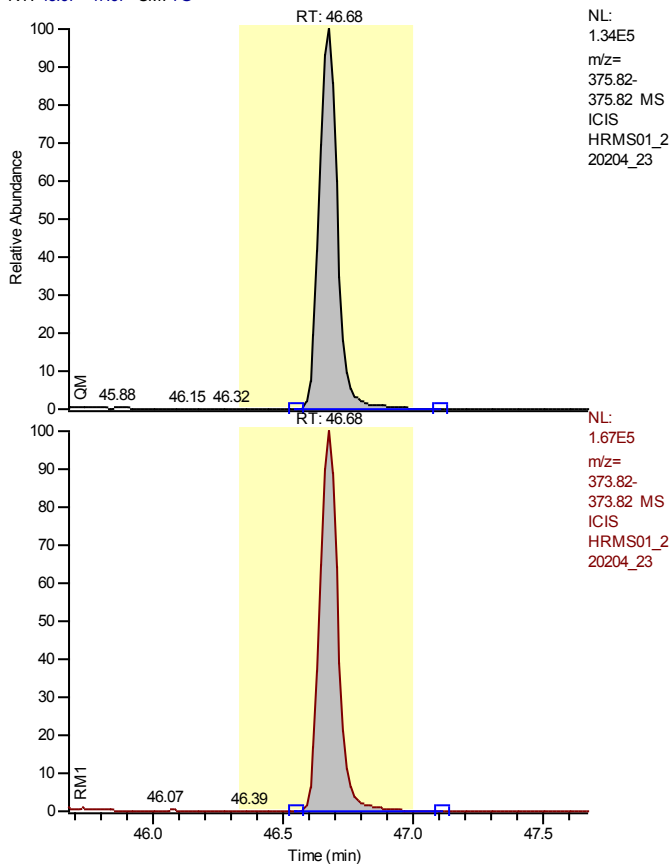 RT: 46.68
NL:
1.34E5
m/z=
375.82-
375.82 MS
ICIS
HRMS01_2
20204_23
100
90
80
70
60
50
40
30
20
10
0
Relative Abundance
QM
45.88
46.15
46.32
RT: 46.68
NL:
1.67E5
m/z=
373.82-
373.82 MS
ICIS
HRMS01_2
20204_23
100
90
80
70
60
50
40
30
20
10
0
RM1
46.07
46.39
46.0
46.5
47.0
47.5
Time (min)